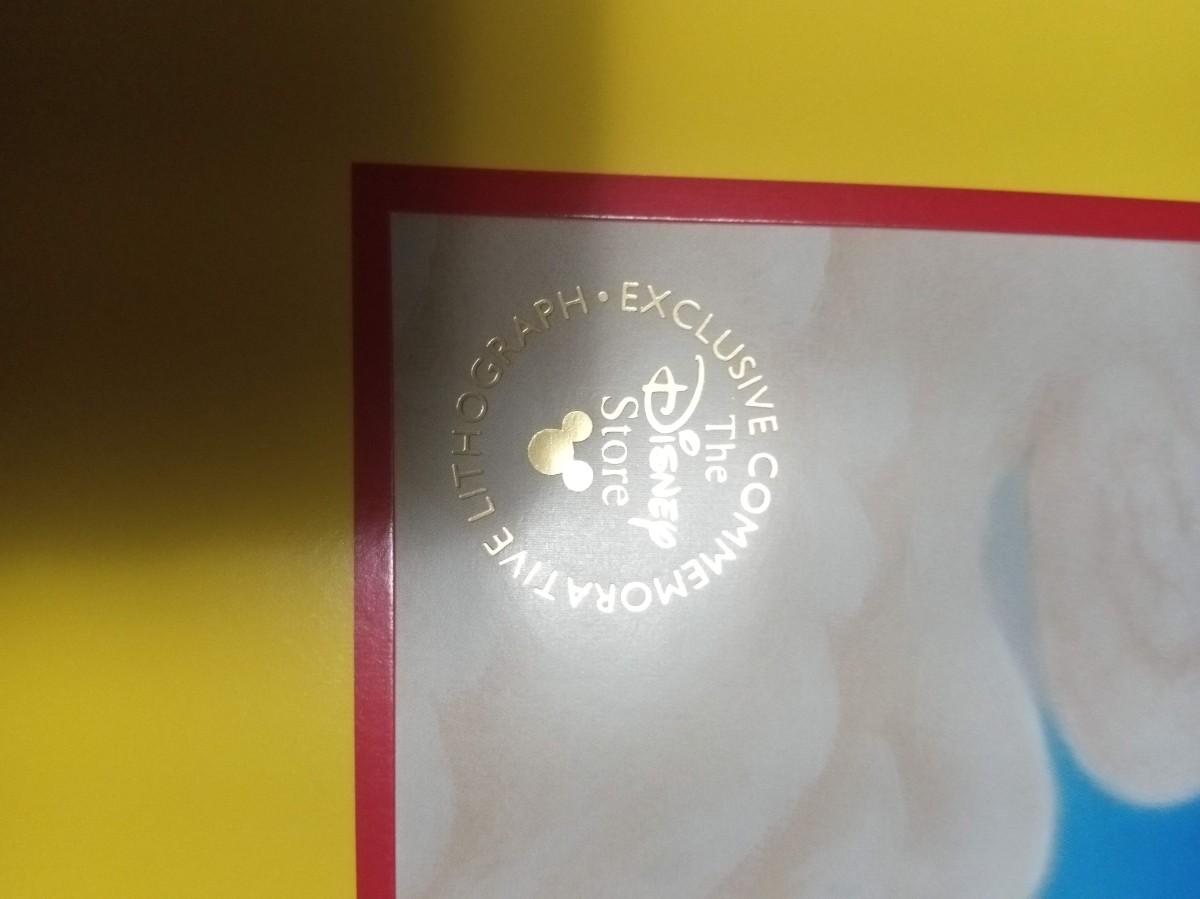 EXCLUSIVE COMMEMORATIVE LITHOGRAPH •
The
Disney
Store